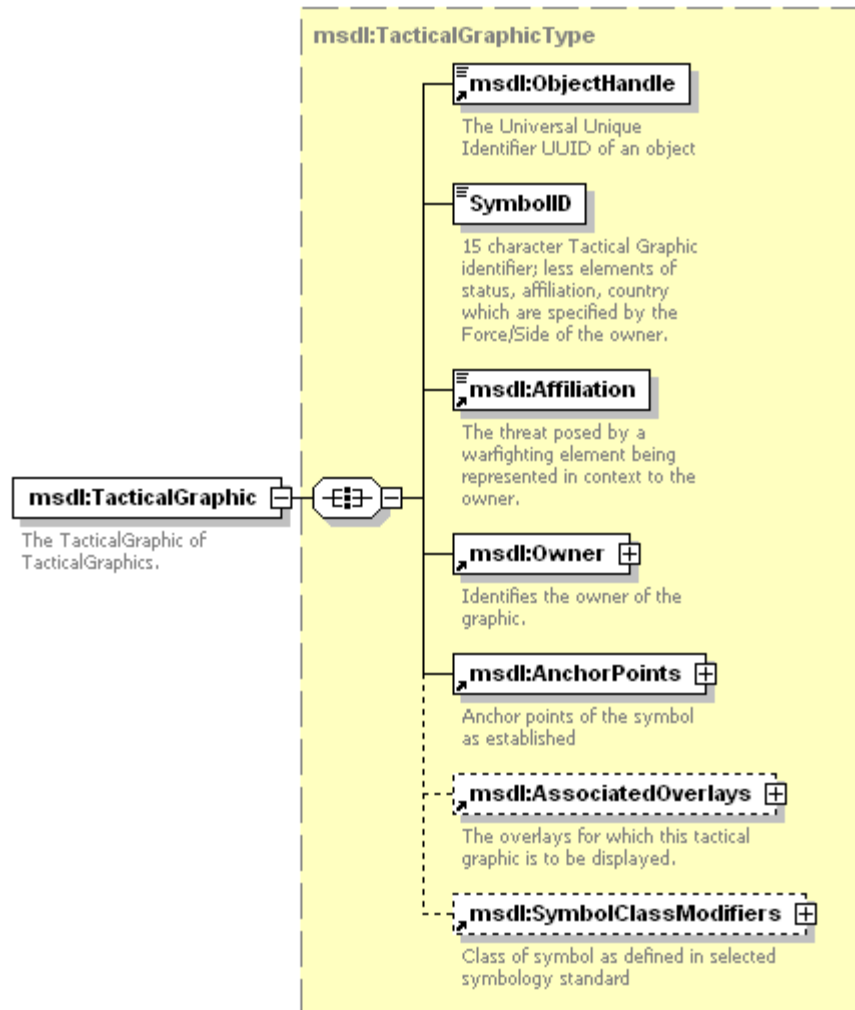 msdl:TacticalGraphicType
msdl:ObjectHandle
The Universal Unique
Identifier UUID of an object
SymbolID
15 character Tactical Graphic
identifier; less elements of
status, affiliation, country
which are specified by the
Force/Side of the owner.
msdl:Affiliation
The threat posed by a
warfighting element being
represented in context to the
owner.
msdl:TacticalGraphic
The TacticalGraphic of
TacticalGraphics.
msdl:Owner
Identifies the owner of the
graphic.
msdl:AnchorPoints
Anchor points of the symbol
as established
msdl:AssociatedOverlays
The overlays for which this tactical
graphic is to be displayed.
msdl:SymbolClassModifiers
Class of symbol as defined in selected
symbology standard